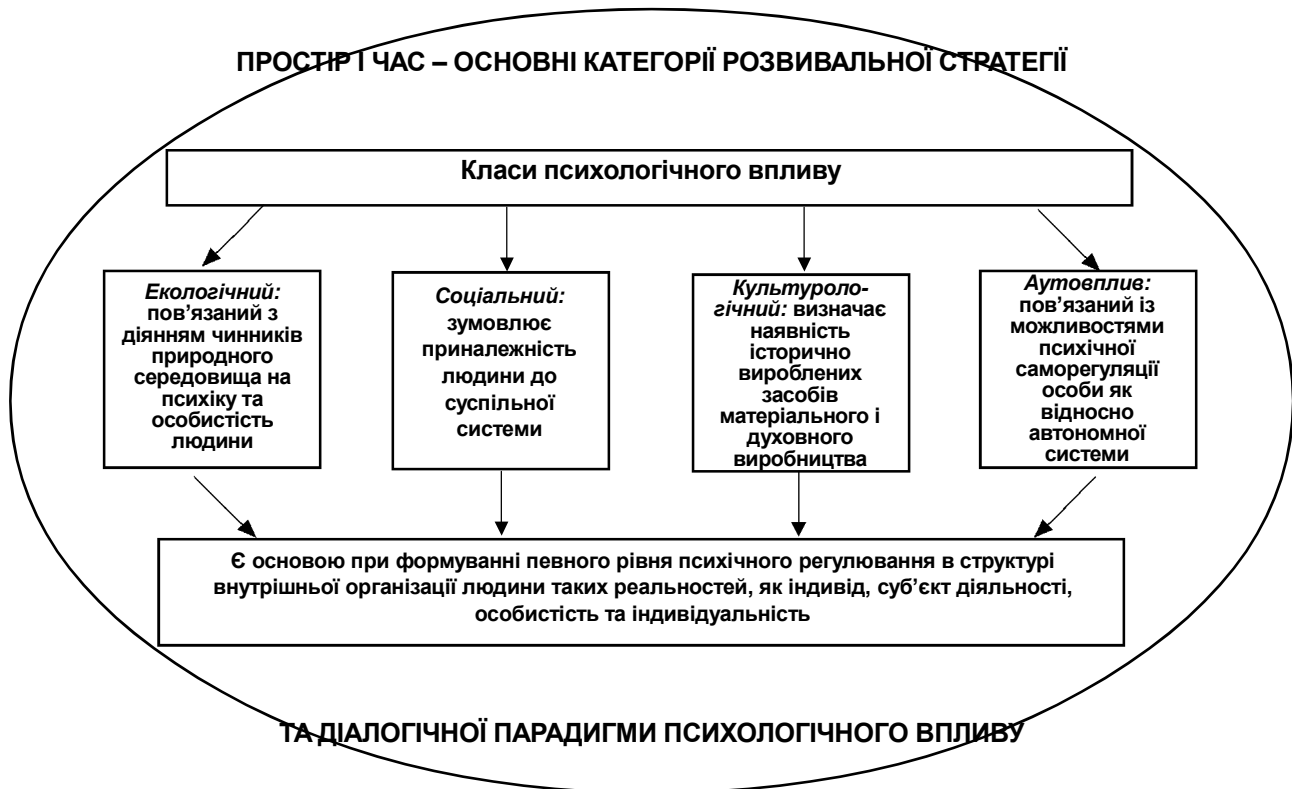 ПРОСТІР І ЧАС – ОСНОВНІ КАТЕГОРІЇ РОЗВИВАЛЬНОЇ СТРАТЕГІЇ
Класи психологічного впливу
Екологічний:
пов’язаний з
діянням чинників
природного
середовища на
психіку та
особистість
людини
Соціальний:
зумовлює
приналежність
людини до
суспільної
системи
Культуроло-
гічний: визначає
наявність
історично
вироблених
засобів
матеріального і
духовного
виробництва
Аутовплив:
пов’язаний із
можливостями
психічної
саморегуляції
особи як
відносно
автономної
системи
Є основою при формуванні певного рівня психічного регулювання в структурі
внутрішньої організації людини таких реальностей, як індивід, суб’єкт діяльності,
особистість та індивідуальність
ТА ДІАЛОГІЧНОЇ ПАРАДИГМИ ПСИХОЛОГІЧНОГО ВПЛИВУ